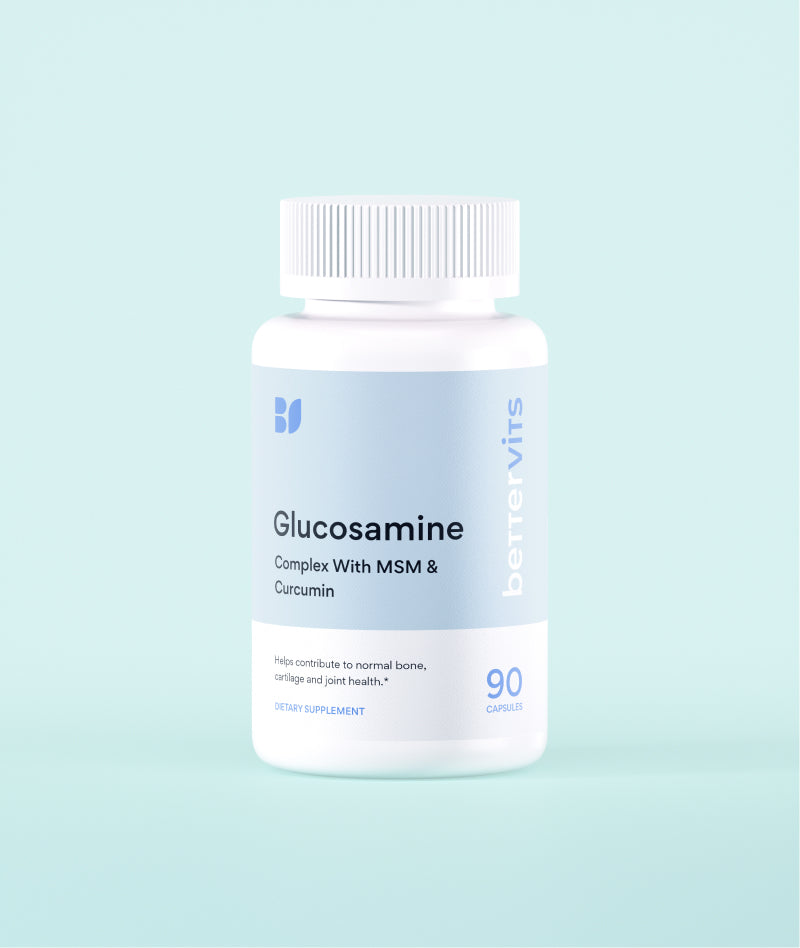 Glucosamine
Complex With MSM &
Curcumin
bettervits
Helps contribute to normal bone,
cartilage and joint health.*
DIETARY SUPPLEMENT
90
CAPSULES